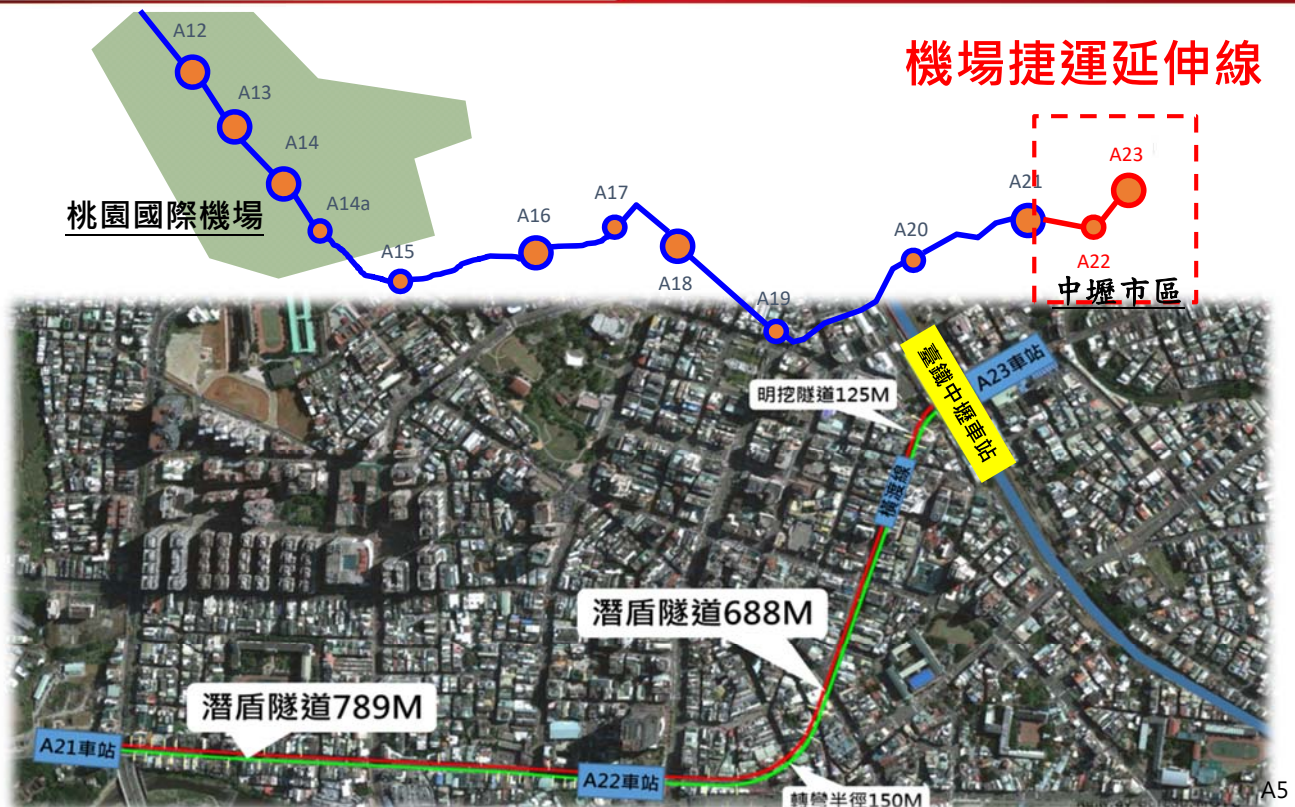 機場捷運延伸線
A12
A13
A14
A14a
桃園國際機場
A15
A16
A17
A18
A19
A20
A21
A22
A23
中壢市區
臺鐵中壢車站
A23車站
明挖隧道125M
橫渡線
潛盾隧道688M
潛盾隧道789M
A21車站
A22車站
轉彎半徑150M
A5